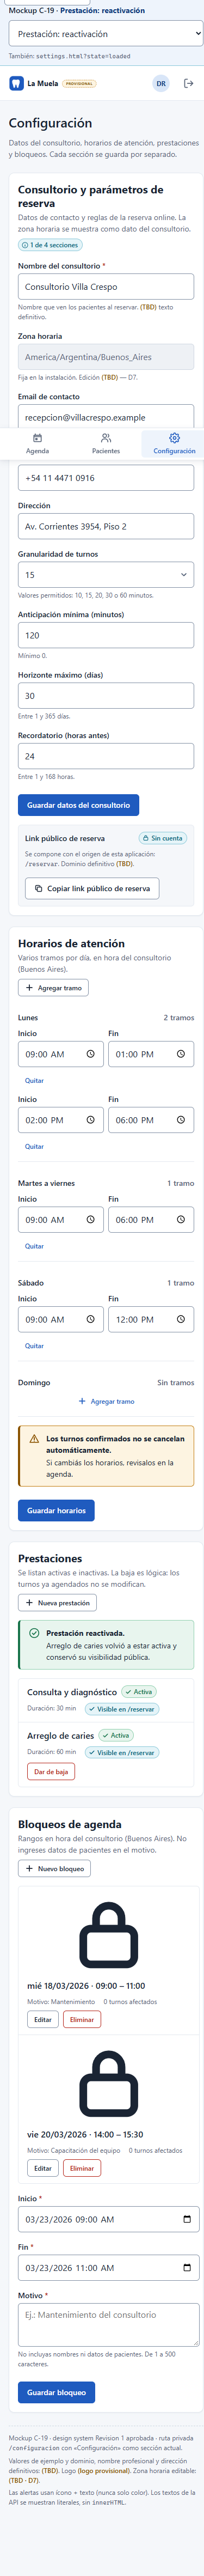 Mockup C-19 · Prestación: reactivación
Prestación: reactivación
También: settings.html?state=loaded
La Muela
PROVISIONAL
DR
Configuración
Datos del consultorio, horarios de atención, prestaciones
y bloqueos. Cada sección se guarda por separado.
Consultorio y parámetros de
reserva
Datos de contacto y reglas de la reserva online. La
zona horaria se muestra como dato del consultorio.
1 de 4 secciones
Nombre del consultorio *
Consultorio Villa Crespo
Nombre que ven los pacientes al reservar. (TBD) texto
definitivo.
Zona horaria
America/Argentina/Buenos_Aires
Fija en la instalación. Edición (TBD) — D7.
Email de contacto
recepcion@villacrespo.example
Agenda
Pacientes
Configuración
+54 11 4471 0916
Dirección
Av. Corrientes 3954, Piso 2
Granularidad de turnos
15
Valores permitidos: 10, 15, 20, 30 o 60 minutos.
Anticipación mínima (minutos)
120
Mínimo 0.
Horizonte máximo (días)
30
Entre 1 y 365 días.
Recordatorio (horas antes)
24
Entre 1 y 168 horas.
Guardar datos del consultorio
Link público de reserva
Sin cuenta
Se compone con el origen de esta aplicación:
/reservar. Dominio definitivo (TBD).
Copiar link público de reserva
Horarios de atención
Varios tramos por día, en hora del consultorio
(Buenos Aires).
Agregar tramo
Lunes 2 tramos
Inicio Fin
09:00 AM 01:00 PM
Quitar
Inicio Fin
02:00 PM 06:00 PM
Quitar
Martes a viernes 1 tramo
Inicio Fin
09:00 AM 06:00 PM
Quitar
Sábado 1 tramo
Inicio Fin
09:00 AM 12:00 PM
Quitar
Domingo Sin tramos
Agregar tramo
Los turnos confirmados no se cancelan
automáticamente.
Si cambiás los horarios, revisalos en la
agenda.
Guardar horarios
Prestaciones
Se listan activas e inactivas. La baja es lógica: los
turnos ya agendados no se modifican.
Nueva prestación
Prestación reactivada.
Arreglo de caries volvió a estar activa y
conservó su visibilidad pública.
Consulta y diagnóstico Activa
Duración: 30 min Visible en /reservar
Arreglo de caries Activa
Duración: 60 min Visible en /reservar
Dar de baja
Bloqueos de agenda
Rangos en hora del consultorio (Buenos Aires). No
ingreses datos de pacientes en el motivo.
Nuevo bloqueo
mié 18/03/2026 · 09:00 – 11:00
Motivo: Mantenimiento 0 turnos afectados
Editar Eliminar
vie 20/03/2026 · 14:00 – 15:30
Motivo: Capacitación del equipo 0 turnos afectados
Editar Eliminar
Inicio *
03/23/2026 09:00 AM
Fin *
03/23/2026 11:00 AM
Motivo *
Ej.: Mantenimiento del consultorio
No incluyas nombres ni datos de pacientes. De 1 a 500
caracteres.
Guardar bloqueo
Mockup C-19 · design system Revision 1 aprobada · ruta privada
/configuracion con «Configuración» como sección actual.
Valores de ejemplo y dominio, nombre profesional y dirección
definitivos: (TBD). Logo (logo provisional). Zona horaria editable:
(TBD · D7).
Las alertas usan ícono + texto (nunca solo color). Los textos de la
API se muestran literales, sin innerHTML.